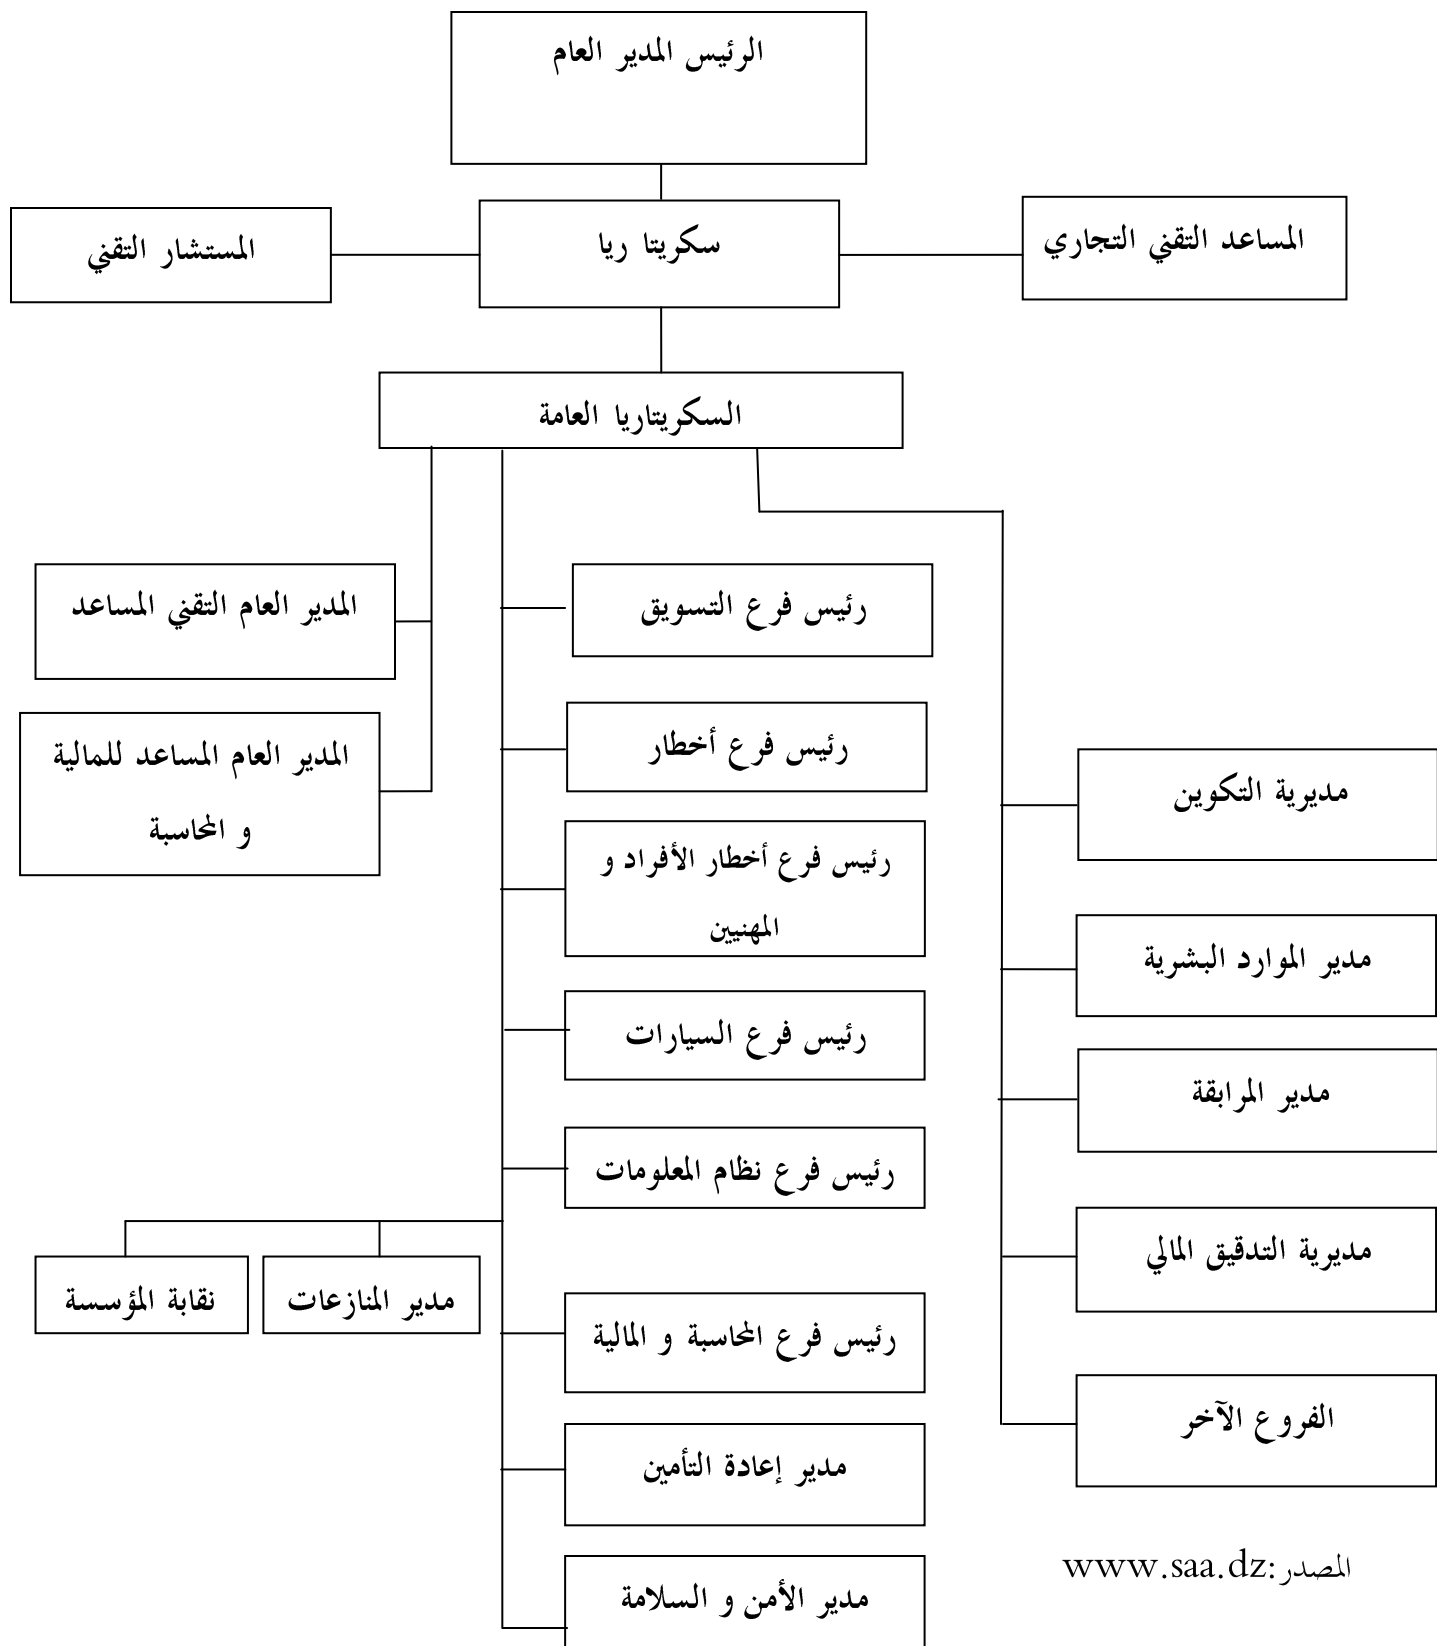 الرئيس المدير العام
المساعد التقني التجاري
سكريتا ريا
المستشار التقني
السكريتاريا العامة
المدير العام التقني المساعد
المدير العام المساعد للمالية
و المحاسبة
رئيس فرع التسويق
رئيس فرع أخطار
رئيس فرع أخطار الأفراد و
المهنيين
رئيس فرع السيارات
رئيس فرع نظام المعلومات
رئيس فرع المحاسبة و المالية
مدير إعادة التأمين
مدير الأمن و السلامة
مديرية التكوين
مدير الموارد البشرية
مدير المرابقة
مديرية التدقيق المالي
الفروع الآخر
مدير المنازعات
نقابة المؤسسة
المصدر:www.saa.dz